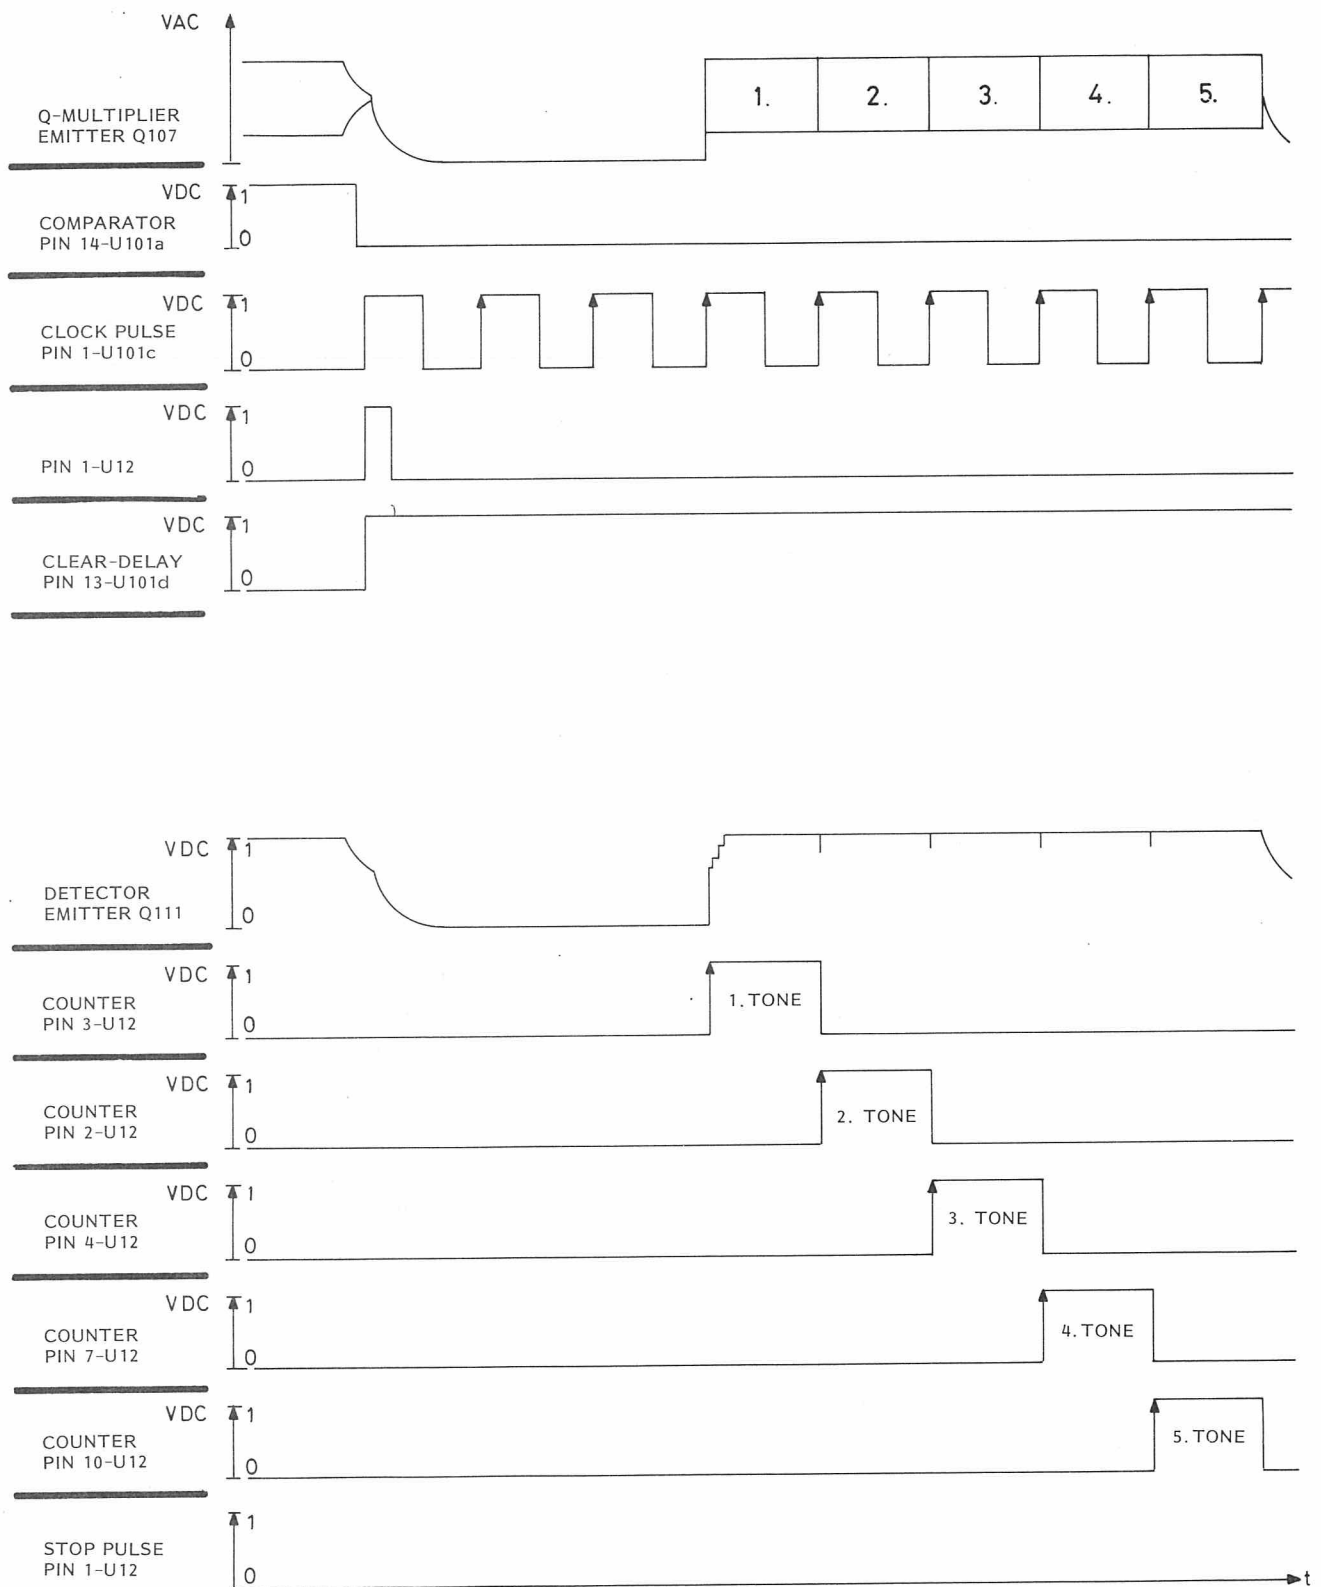 VAC
Q-MULTIPLIER
EMITTER Q107
1. 2. 3. 4. 5.
VDC 1
COMPARATOR
PIN 14-U101a
0
VDC 1
CLOCK PULSE
PIN 1-U101c
0
VDC 1
PIN 1-U12
0
VDC 1
CLEAR-DELAY
PIN 13-U101d
0
VDC 1
DETECTOR
EMITTER Q111
0
VDC 1
COUNTER
PIN 3-U12
0
1. TONE
VDC 1
COUNTER
PIN 2-U12
0
2. TONE
VDC 1
COUNTER
PIN 4-U12
0
3. TONE
VDC 1
COUNTER
PIN 7-U12
0
4. TONE
VDC 1
COUNTER
PIN 10-U12
0
5. TONE
1
STOP PULSE
PIN 1-U12
0
t